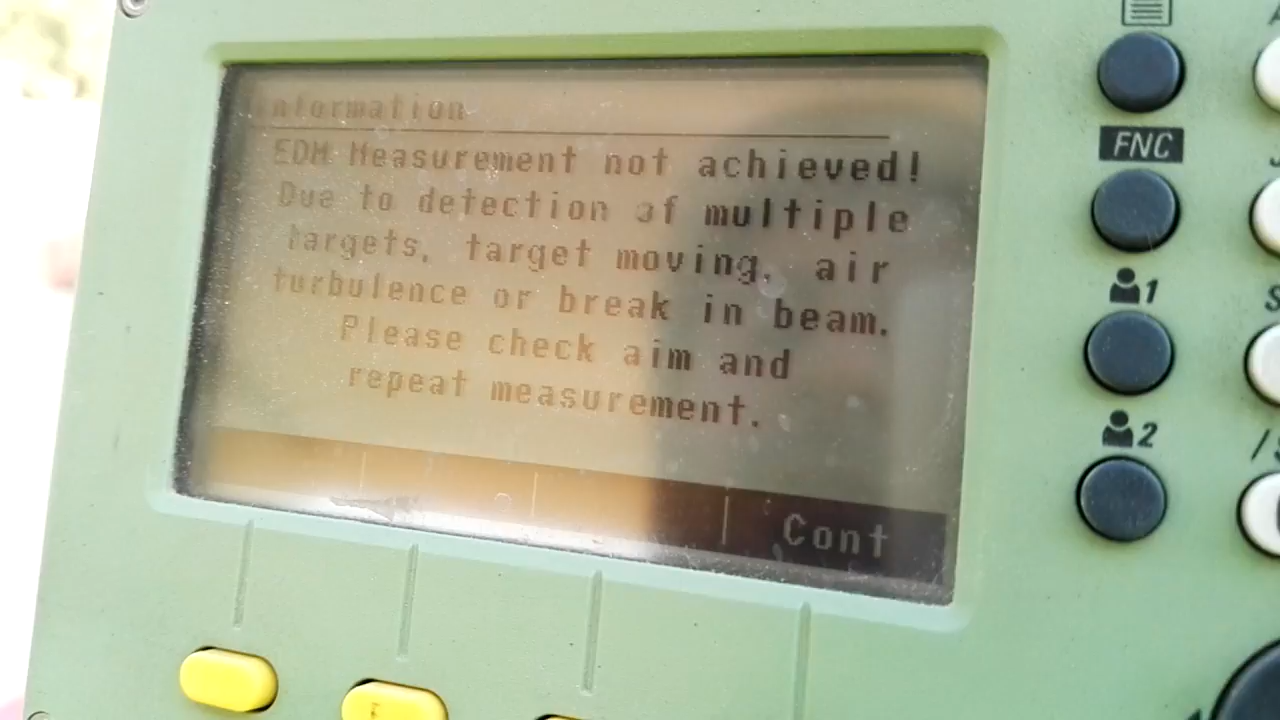 Information
EDM Measurement not achieved!
Due to detection of multiple
targets, target moving, air
turbulence or break in beam.
Please check aim and
repeat measurement.
Cont
FNC
1
2